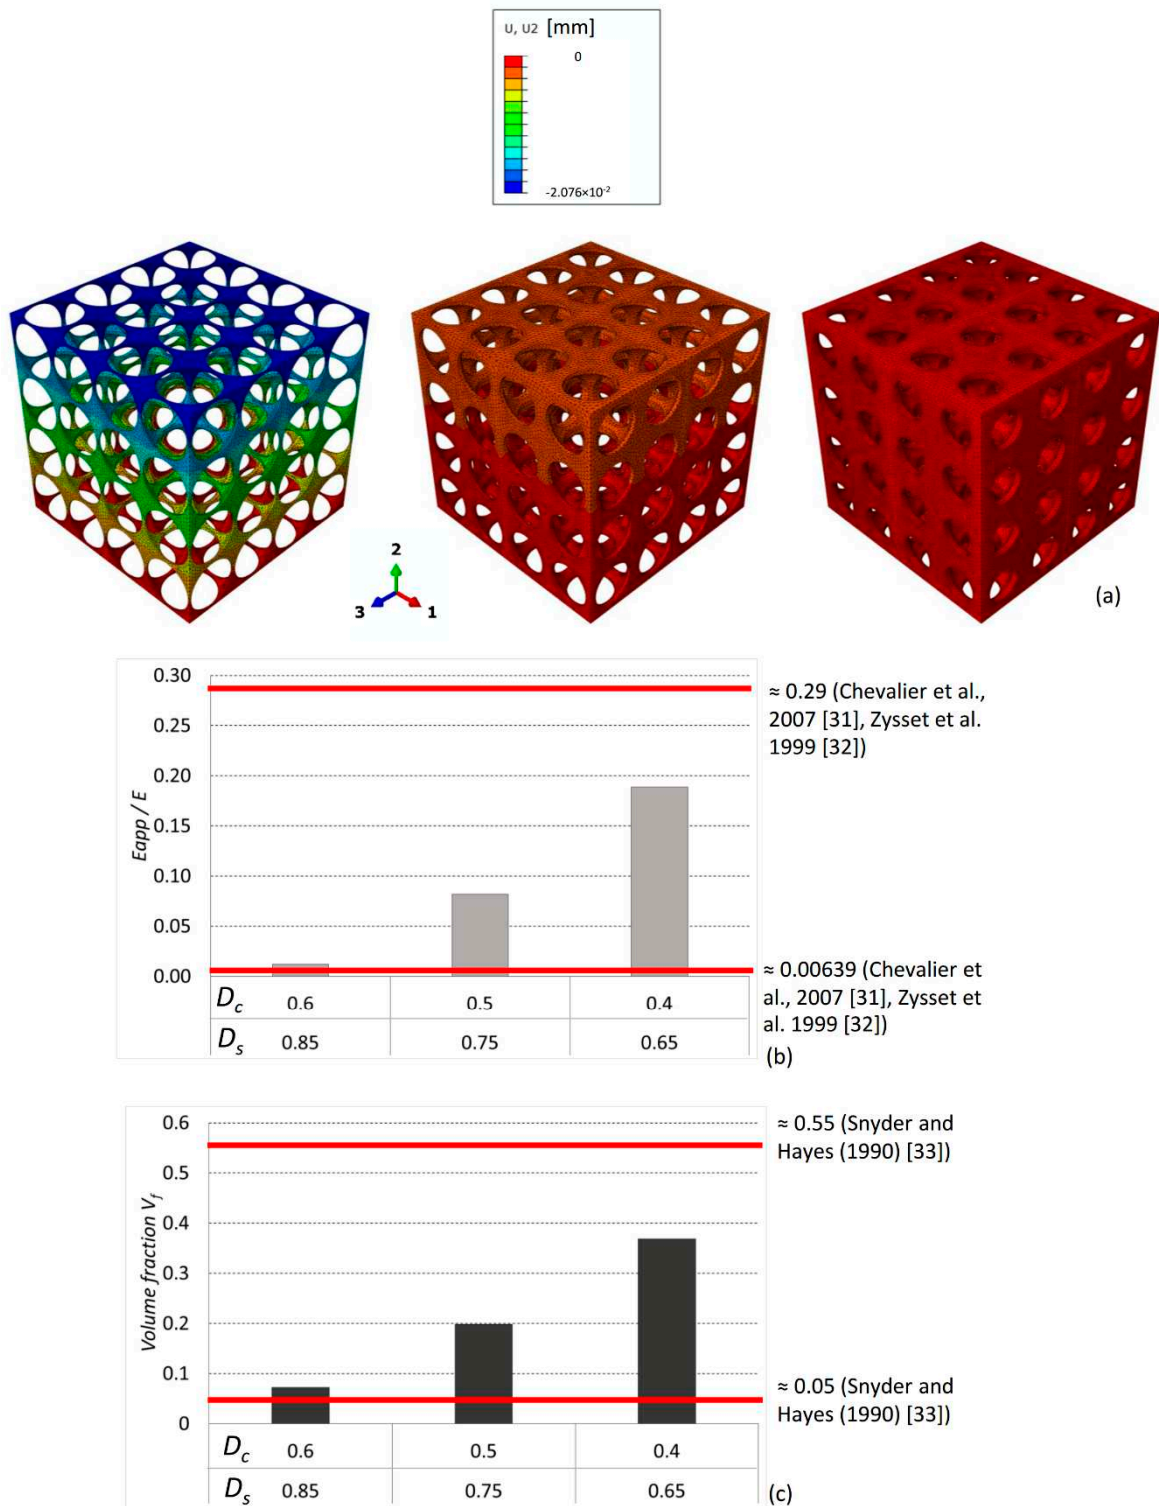 U, U2 [mm]
0
-2.076×10⁻²
2
3
1
(a)
0.30
0.25
0.20
0.15
0.10
0.05
0.00
Eapp / E
≈ 0.29 (Chevalier et al.,
2007 [31], Zysset et al.
1999 [32])
≈ 0.00639 (Chevalier et
al., 2007 [31], Zysset et
al. 1999 [32])
D_c 0.6 0.5 0.4
D_s 0.85 0.75 0.65
(b)
0.6
0.5
0.4
0.3
0.2
0.1
0
Volume fraction V_f
≈ 0.55 (Snyder and
Hayes (1990) [33])
≈ 0.05 (Snyder and
Hayes (1990) [33])
D_c 0.6 0.5 0.4
D_s 0.85 0.75 0.65
(c)